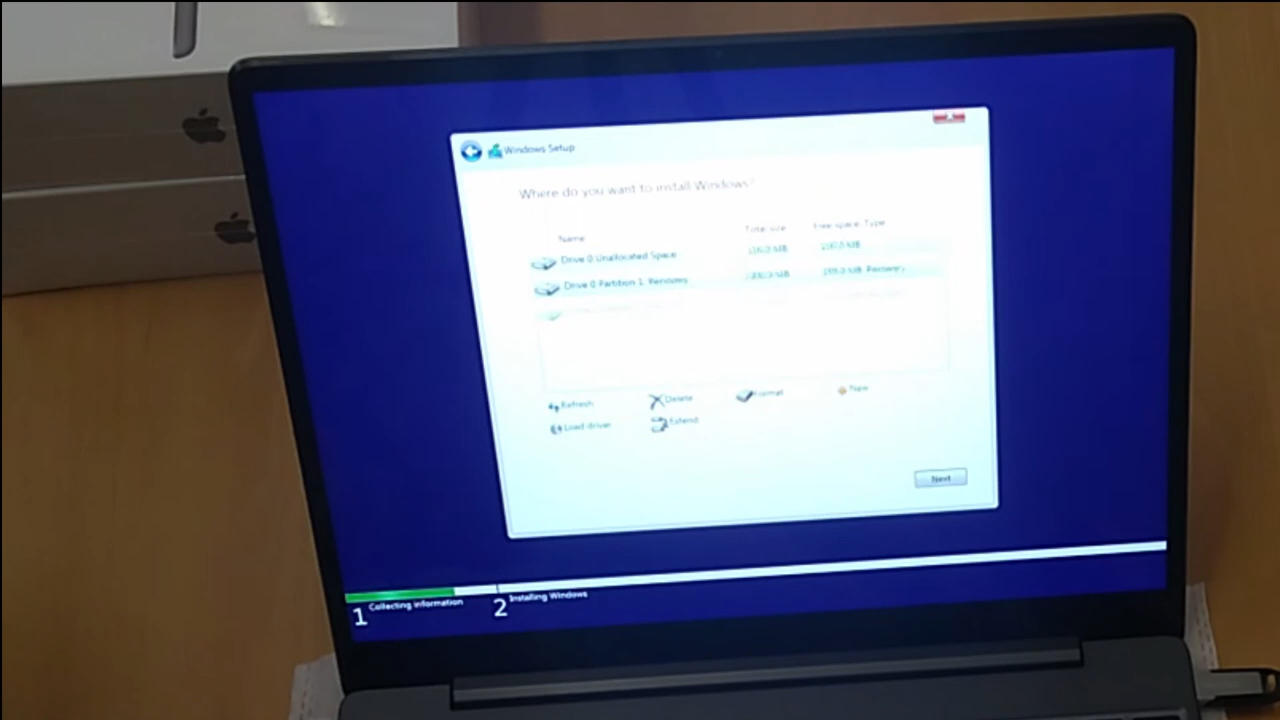 Windows Setup
Where do you want to install Windows?
Name Total size Free space Type
Drive 0 Unallocated Space
Drive 0 Partition 1:
Refresh Delete Format New
Load driver Extend
Next
1 Collecting information 2 Installing Windows